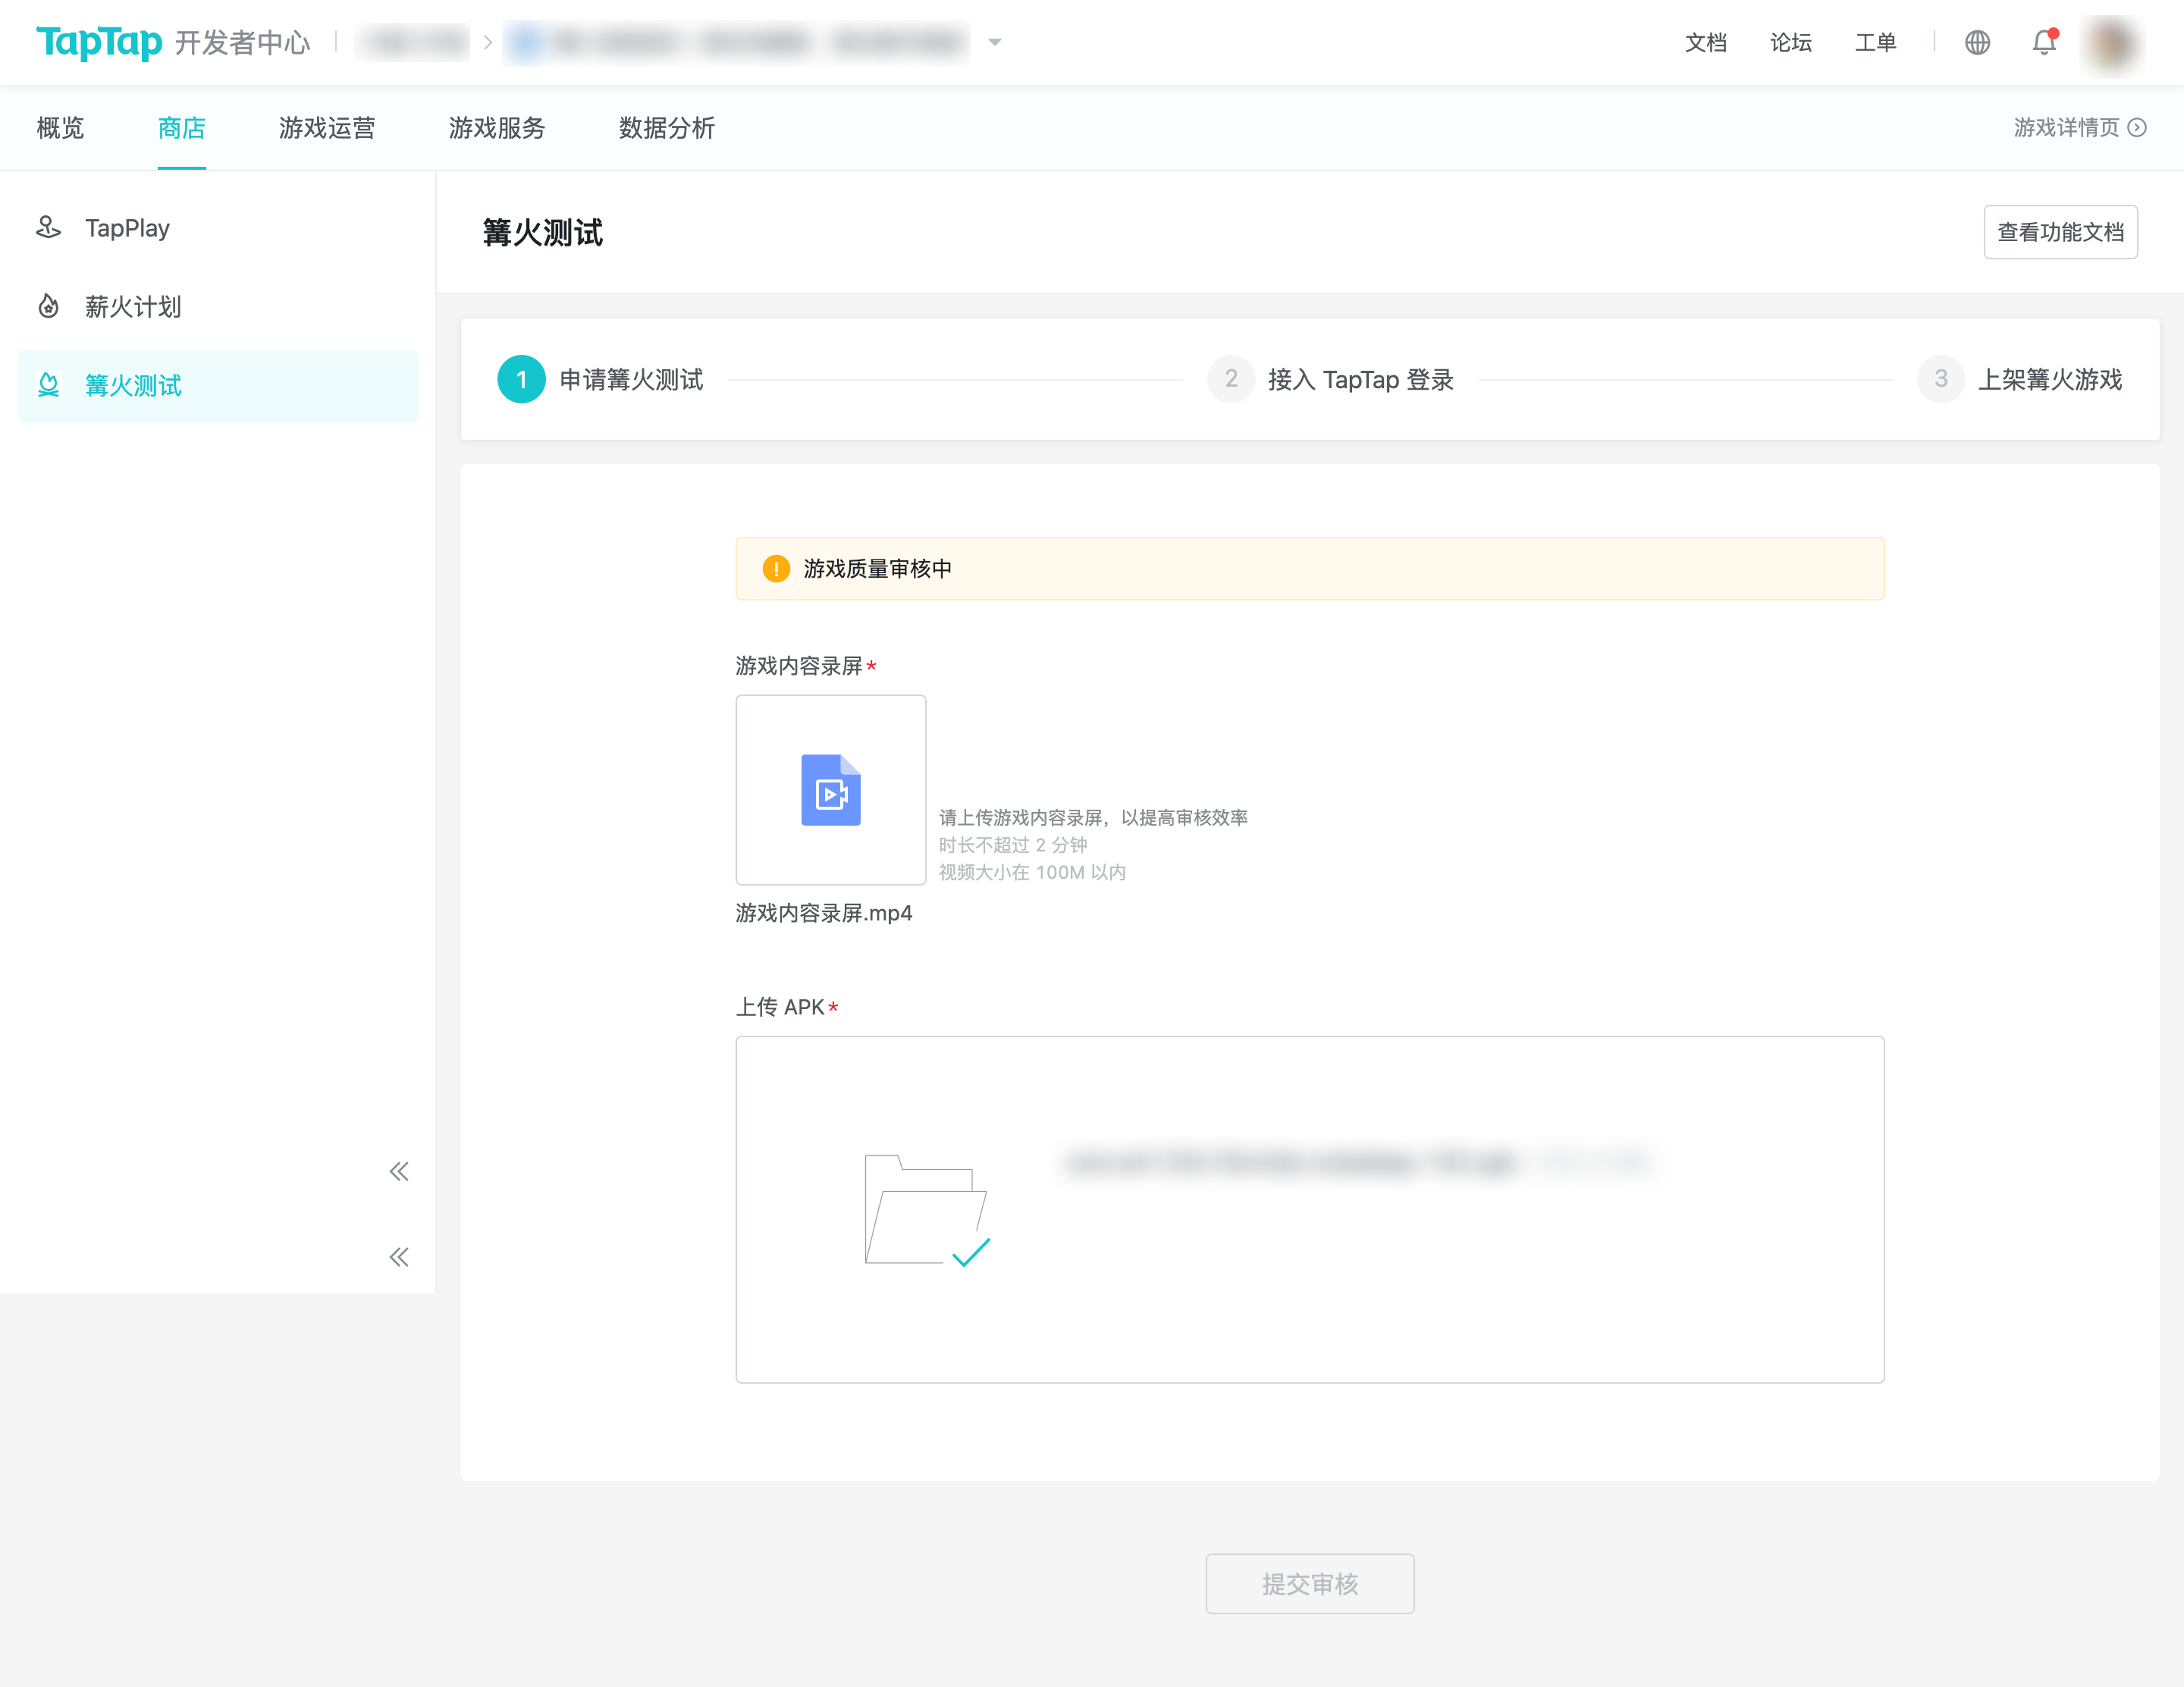 TapTap 开发者中心
文档
论坛
工单
概览
商店
游戏运营
游戏服务
数据分析
游戏详情页
TapPlay
薪火计划
篝火测试
篝火测试
查看功能文档
1 申请篝火测试
2 接入 TapTap 登录
3 上架篝火游戏
游戏质量审核中
游戏内容录屏*
请上传游戏内容录屏，以提高审核效率
时长不超过 2 分钟
视频大小在 100M 以内
游戏内容录屏.mp4
上传 APK*
提交审核